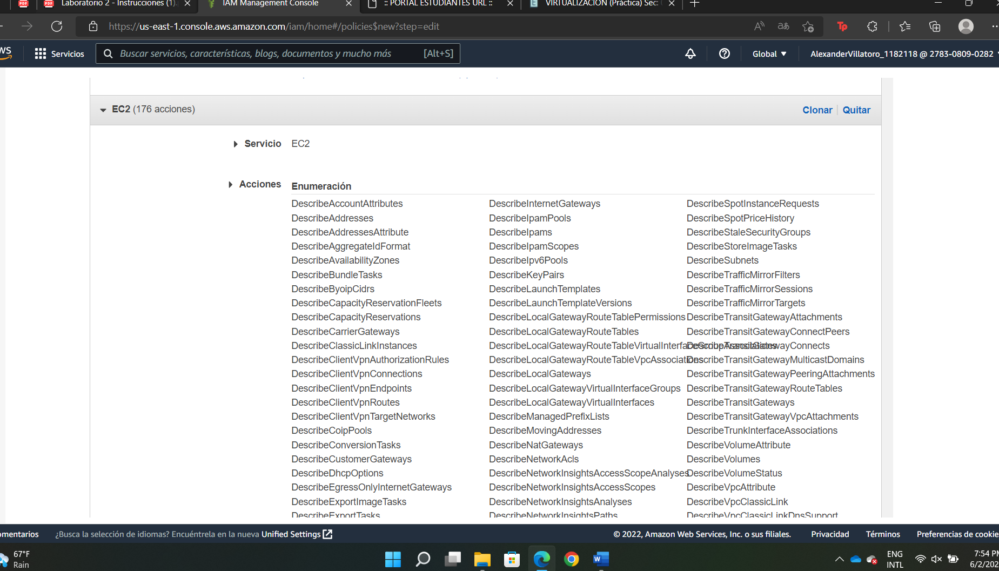 Laboratorio 2 - Instrucciones (1).
IAM Management Console
:: PORTAL ESTUDIANTES URL ::
VIRTUALIZACION (Práctica) Sec:
https://us-east-1.console.aws.amazon.com/iam/home#/policies$new?step=edit
Servicios
Buscar servicios, características, blogs, documentos y mucho más
[Alt+S]
Global
AlexanderVillatoro_1182118 @ 2783-0809-0282
EC2 (176 acciones)
Clonar
Quitar
Servicio
EC2
Acciones
Enumeración
DescribeAccountAttributes
DescribeAddresses
DescribeAddressesAttribute
DescribeAggregateIdFormat
DescribeAvailabilityZones
DescribeBundleTasks
DescribeByoipCidrs
DescribeCapacityReservationFleets
DescribeCapacityReservations
DescribeCarrierGateways
DescribeClassicLinkInstances
DescribeClientVpnAuthorizationRules
DescribeClientVpnConnections
DescribeClientVpnEndpoints
DescribeClientVpnRoutes
DescribeClientVpnTargetNetworks
DescribeCoipPools
DescribeConversionTasks
DescribeCustomerGateways
DescribeDhcpOptions
DescribeEgressOnlyInternetGateways
DescribeExportImageTasks
DescribeExportTasks
DescribeInternetGateways
DescribeIpamPools
DescribeIpams
DescribeIpamScopes
DescribeIpv6Pools
DescribeKeyPairs
DescribeLaunchTemplates
DescribeLaunchTemplateVersions
DescribeLocalGatewayRouteTablePermissions
DescribeLocalGatewayRouteTables
DescribeLocalGatewayRouteTableVirtualInterfaceGroupAssociations
DescribeLocalGatewayRouteTableVpcAssociations
DescribeLocalGateways
DescribeLocalGatewayVirtualInterfaceGroups
DescribeLocalGatewayVirtualInterfaces
DescribeManagedPrefixLists
DescribeMovingAddresses
DescribeNatGateways
DescribeNetworkAcls
DescribeNetworkInsightsAccessScopeAnalyses
DescribeNetworkInsightsAccessScopes
DescribeNetworkInsightsAnalyses
DescribeNetworkInsightsPaths
DescribeSpotInstanceRequests
DescribeSpotPriceHistory
DescribeStaleSecurityGroups
DescribeStoreImageTasks
DescribeSubnets
DescribeTrafficMirrorFilters
DescribeTrafficMirrorSessions
DescribeTrafficMirrorTargets
DescribeTransitGatewayAttachments
DescribeTransitGatewayConnectPeers
DescribeTransitGatewayConnects
DescribeTransitGatewayMulticastDomains
DescribeTransitGatewayPeeringAttachments
DescribeTransitGatewayRouteTables
DescribeTransitGateways
DescribeTransitGatewayVpcAttachments
DescribeTrunkInterfaceAssociations
DescribeVolumeAttribute
DescribeVolumes
DescribeVolumeStatus
DescribeVpcAttribute
DescribeVpcClassicLink
DescribeVpcClassicLinkDnsSupport
omentarios
¿Busca la selección de idiomas? Encuéntrela en la nueva Unified Settings
© 2022, Amazon Web Services, Inc. o sus filiales.
Privacidad
Términos
Preferencias de cookie
67°F
Rain
ENG
INTL
7:54 PM
6/2/202